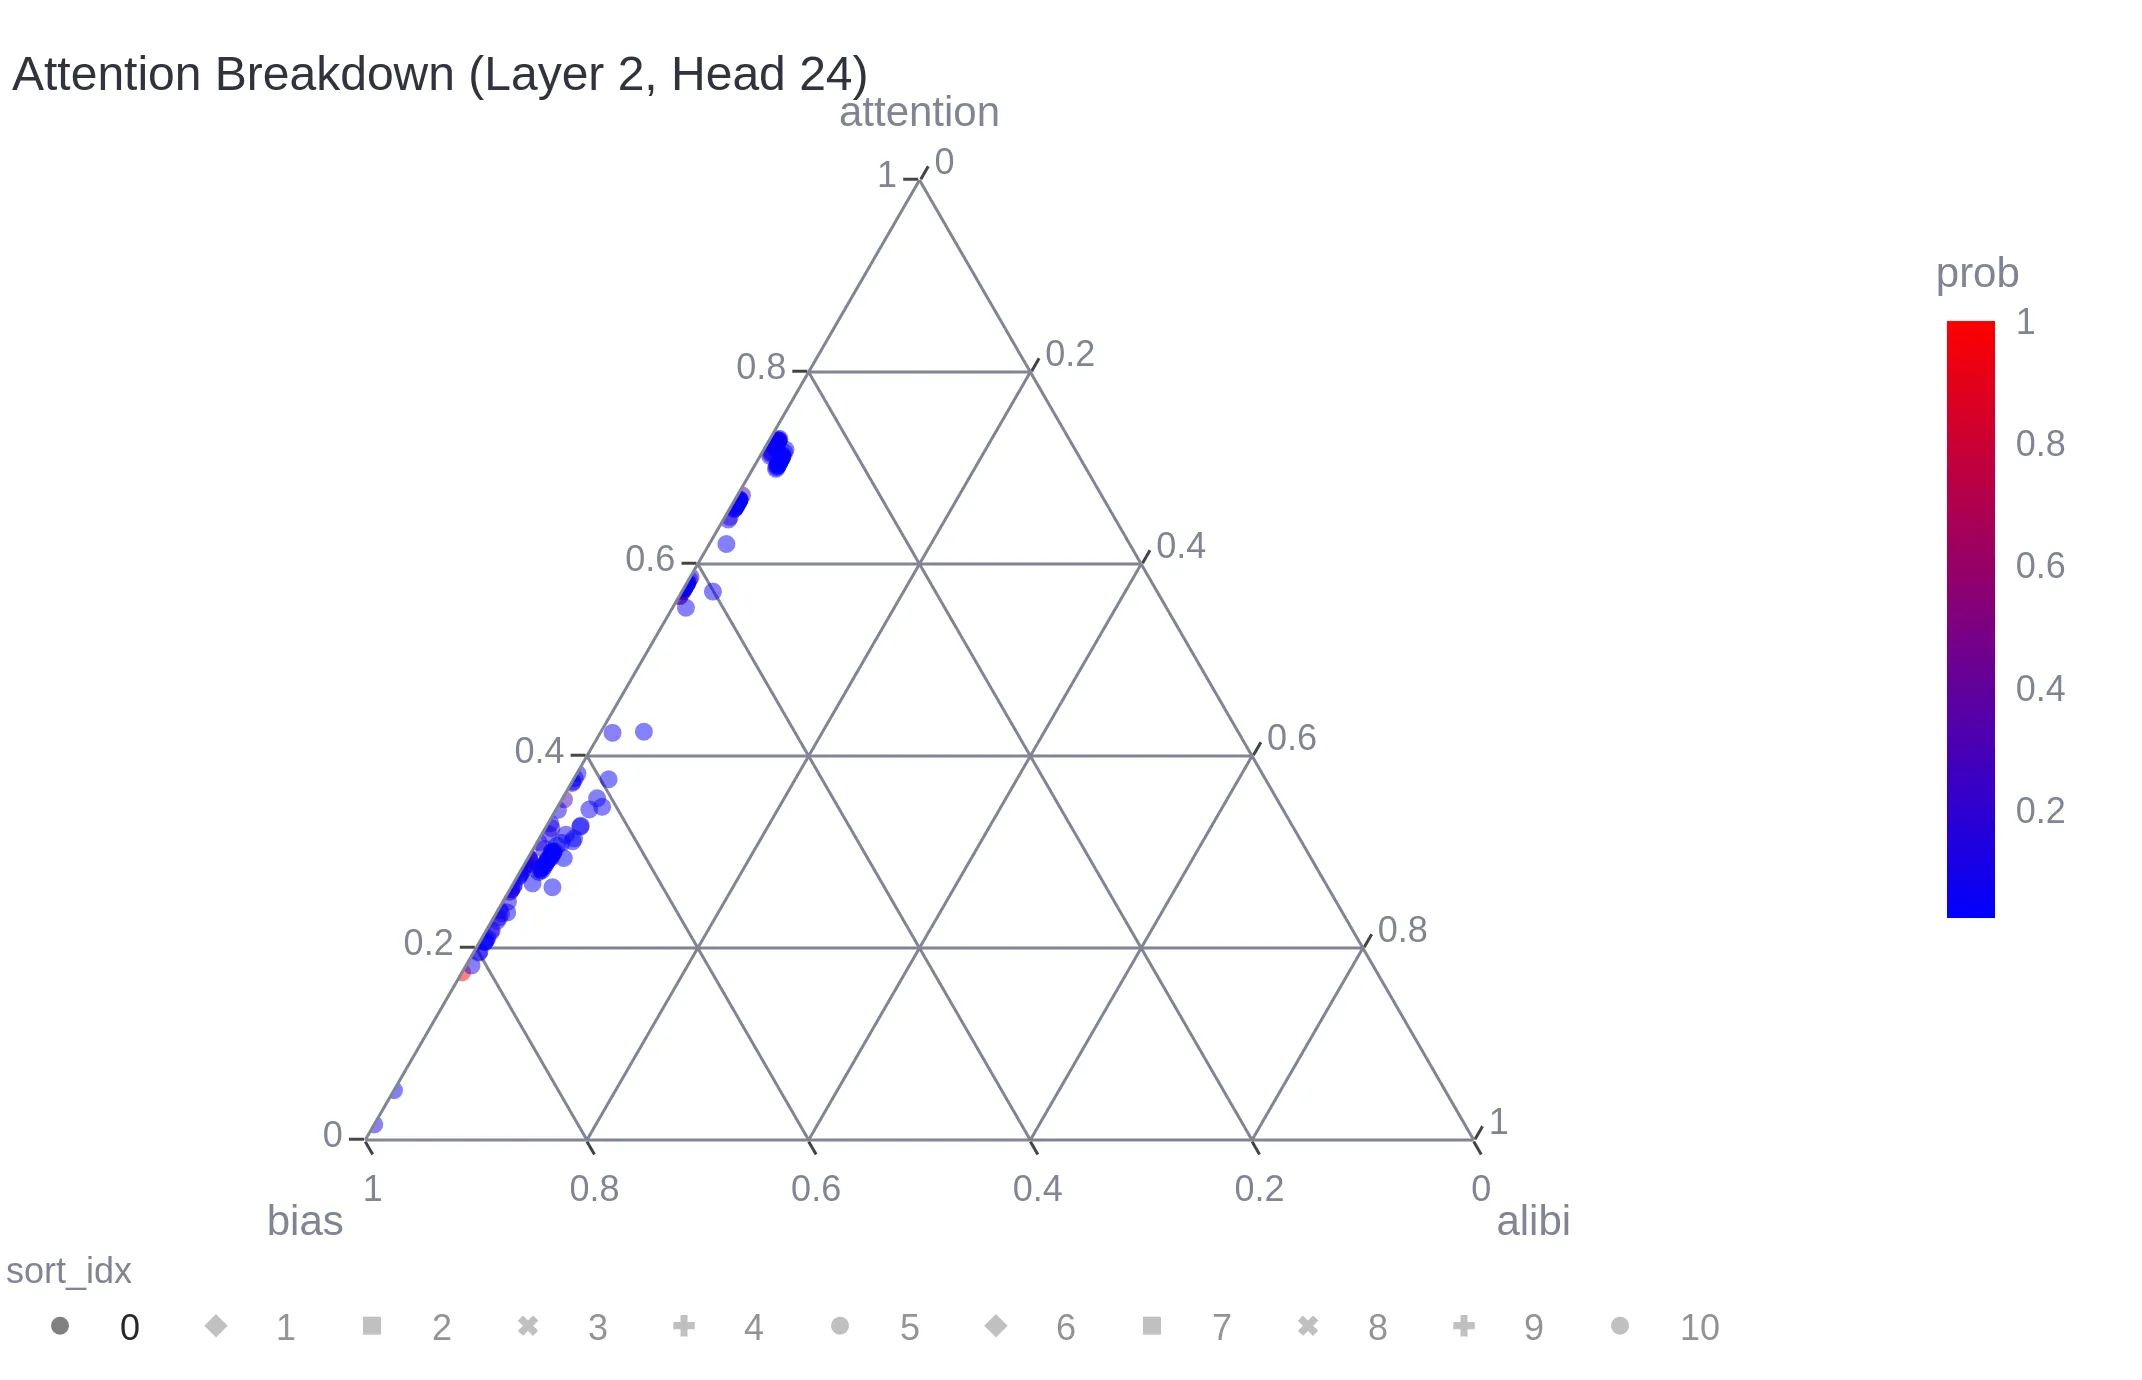 Attention Breakdown (Layer 2, Head 24)
attention
1 0
prob
1
0.8 0.2
0.8
0.6 0.4
0.6
0.4 0.6
0.4
0.2 0.8
0.2
0 1
1 0.8 0.6 0.4 0.2 0
bias alibi
sort_idx
0 1 2 3 4 5 6 7 8 9 10